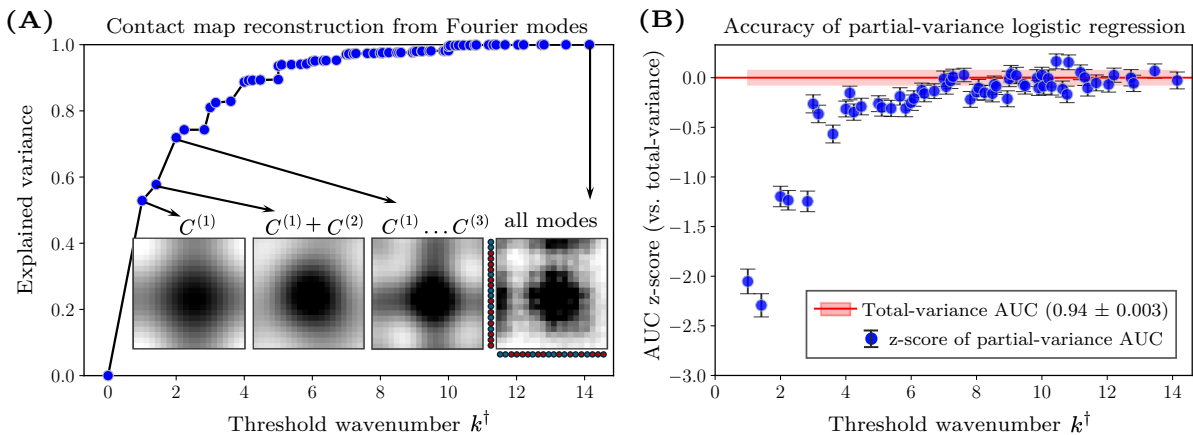 (A)
Contact map reconstruction from Fourier modes
Explained variance
1.0
0.8
0.6
0.4
0.2
0.0
C⁽¹⁾
C⁽¹⁾ + C⁽²⁾
C⁽¹⁾ … C⁽³⁾
all modes
0 2 4 6 8 10 12 14
Threshold wavenumber k†
(B)
Accuracy of partial-variance logistic regression
AUC z-score (vs. total-variance)
0.0
−0.5
−1.0
−1.5
−2.0
−2.5
−3.0
Total-variance AUC (0.94 ± 0.003)
z-score of partial-variance AUC
0 2 4 6 8 10 12 14
Threshold wavenumber k†